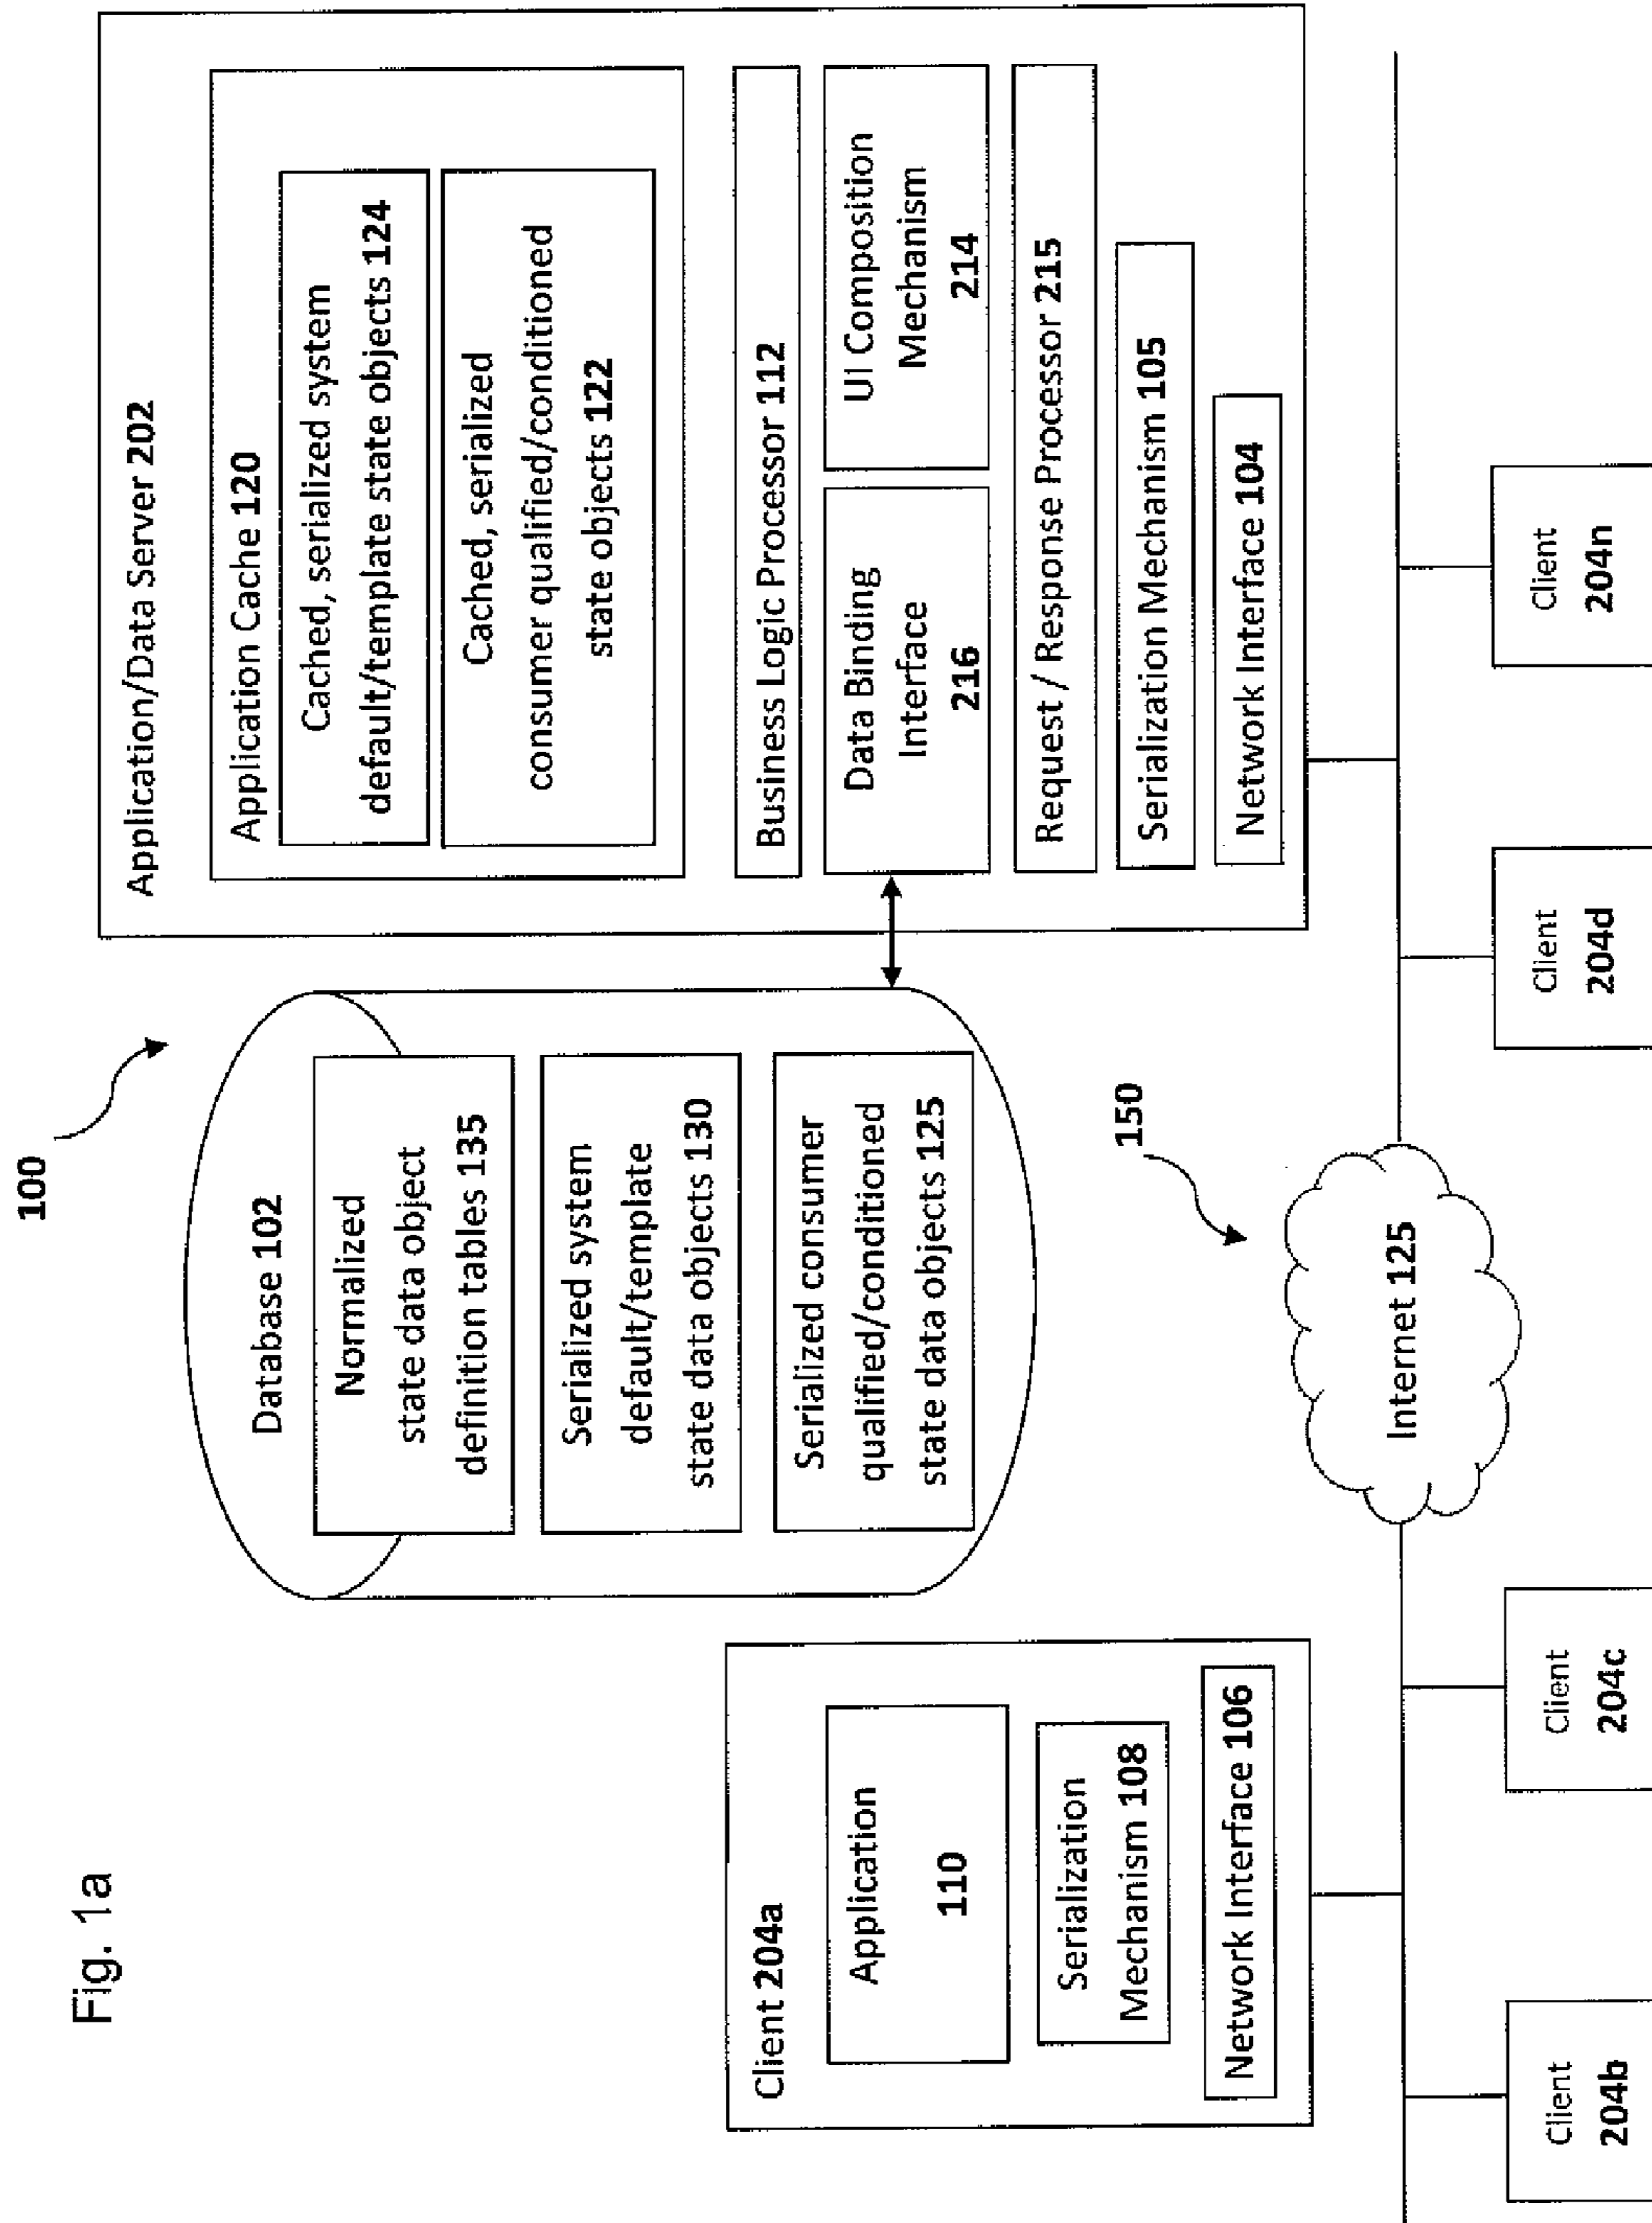 Fig. 1a
100
Application/Data Server 202
Application Cache 120
Cached, serialized system
default/template state objects 124
Cached, serialized
consumer qualified/conditioned
state objects 122
Business Logic Processor 112
Data Binding
Interface
216
UI Composition
Mechanism
214
Request / Response Processor 215
Serialization Mechanism 105
Network Interface 104
Database 102
Normalized
state data object
definition tables 135
Serialized system
default/template
state data objects 130
Serialized consumer
qualified/conditioned
state data objects 125
Client 204a
Application
110
Serialization
Mechanism 108
Network Interface 106
150
Internet 125
Client
204b
Client
204c
Client
204d
Client
204n